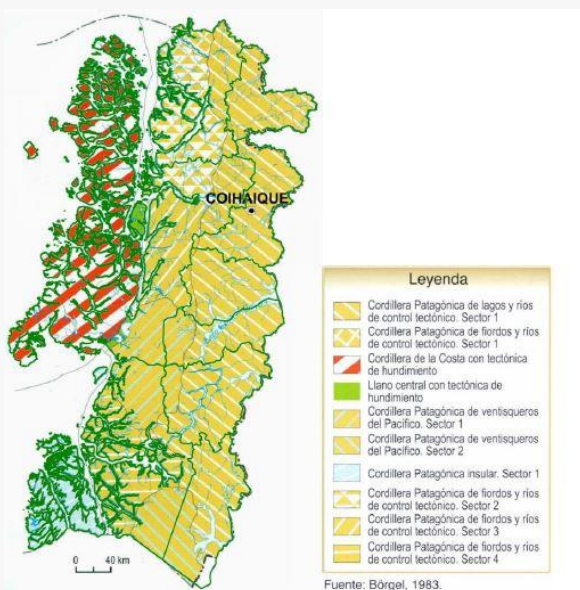 COIHAIQUE
0 40 km
Leyenda
Cordillera Patagónica de lagos y ríos
de control tectónico. Sector 1
Cordillera Patagónica de fiordos y ríos
de control tectónico. Sector 1
Cordillera de la Costa con tectónica
de hundimiento
Llano central con tectónica de
hundimiento
Cordillera Patagónica de ventisqueros
del Pacífico. Sector 1
Cordillera Patagónica de ventisqueros
del Pacífico. Sector 2
Cordillera Patagónica insular. Sector 1
Cordillera Patagónica de fiordos y ríos
de control tectónico. Sector 2
Cordillera Patagónica de fiordos y ríos
de control tectónico. Sector 3
Cordillera Patagónica de fiordos y ríos
de control tectónico. Sector 4
Fuente: Börgel, 1983.